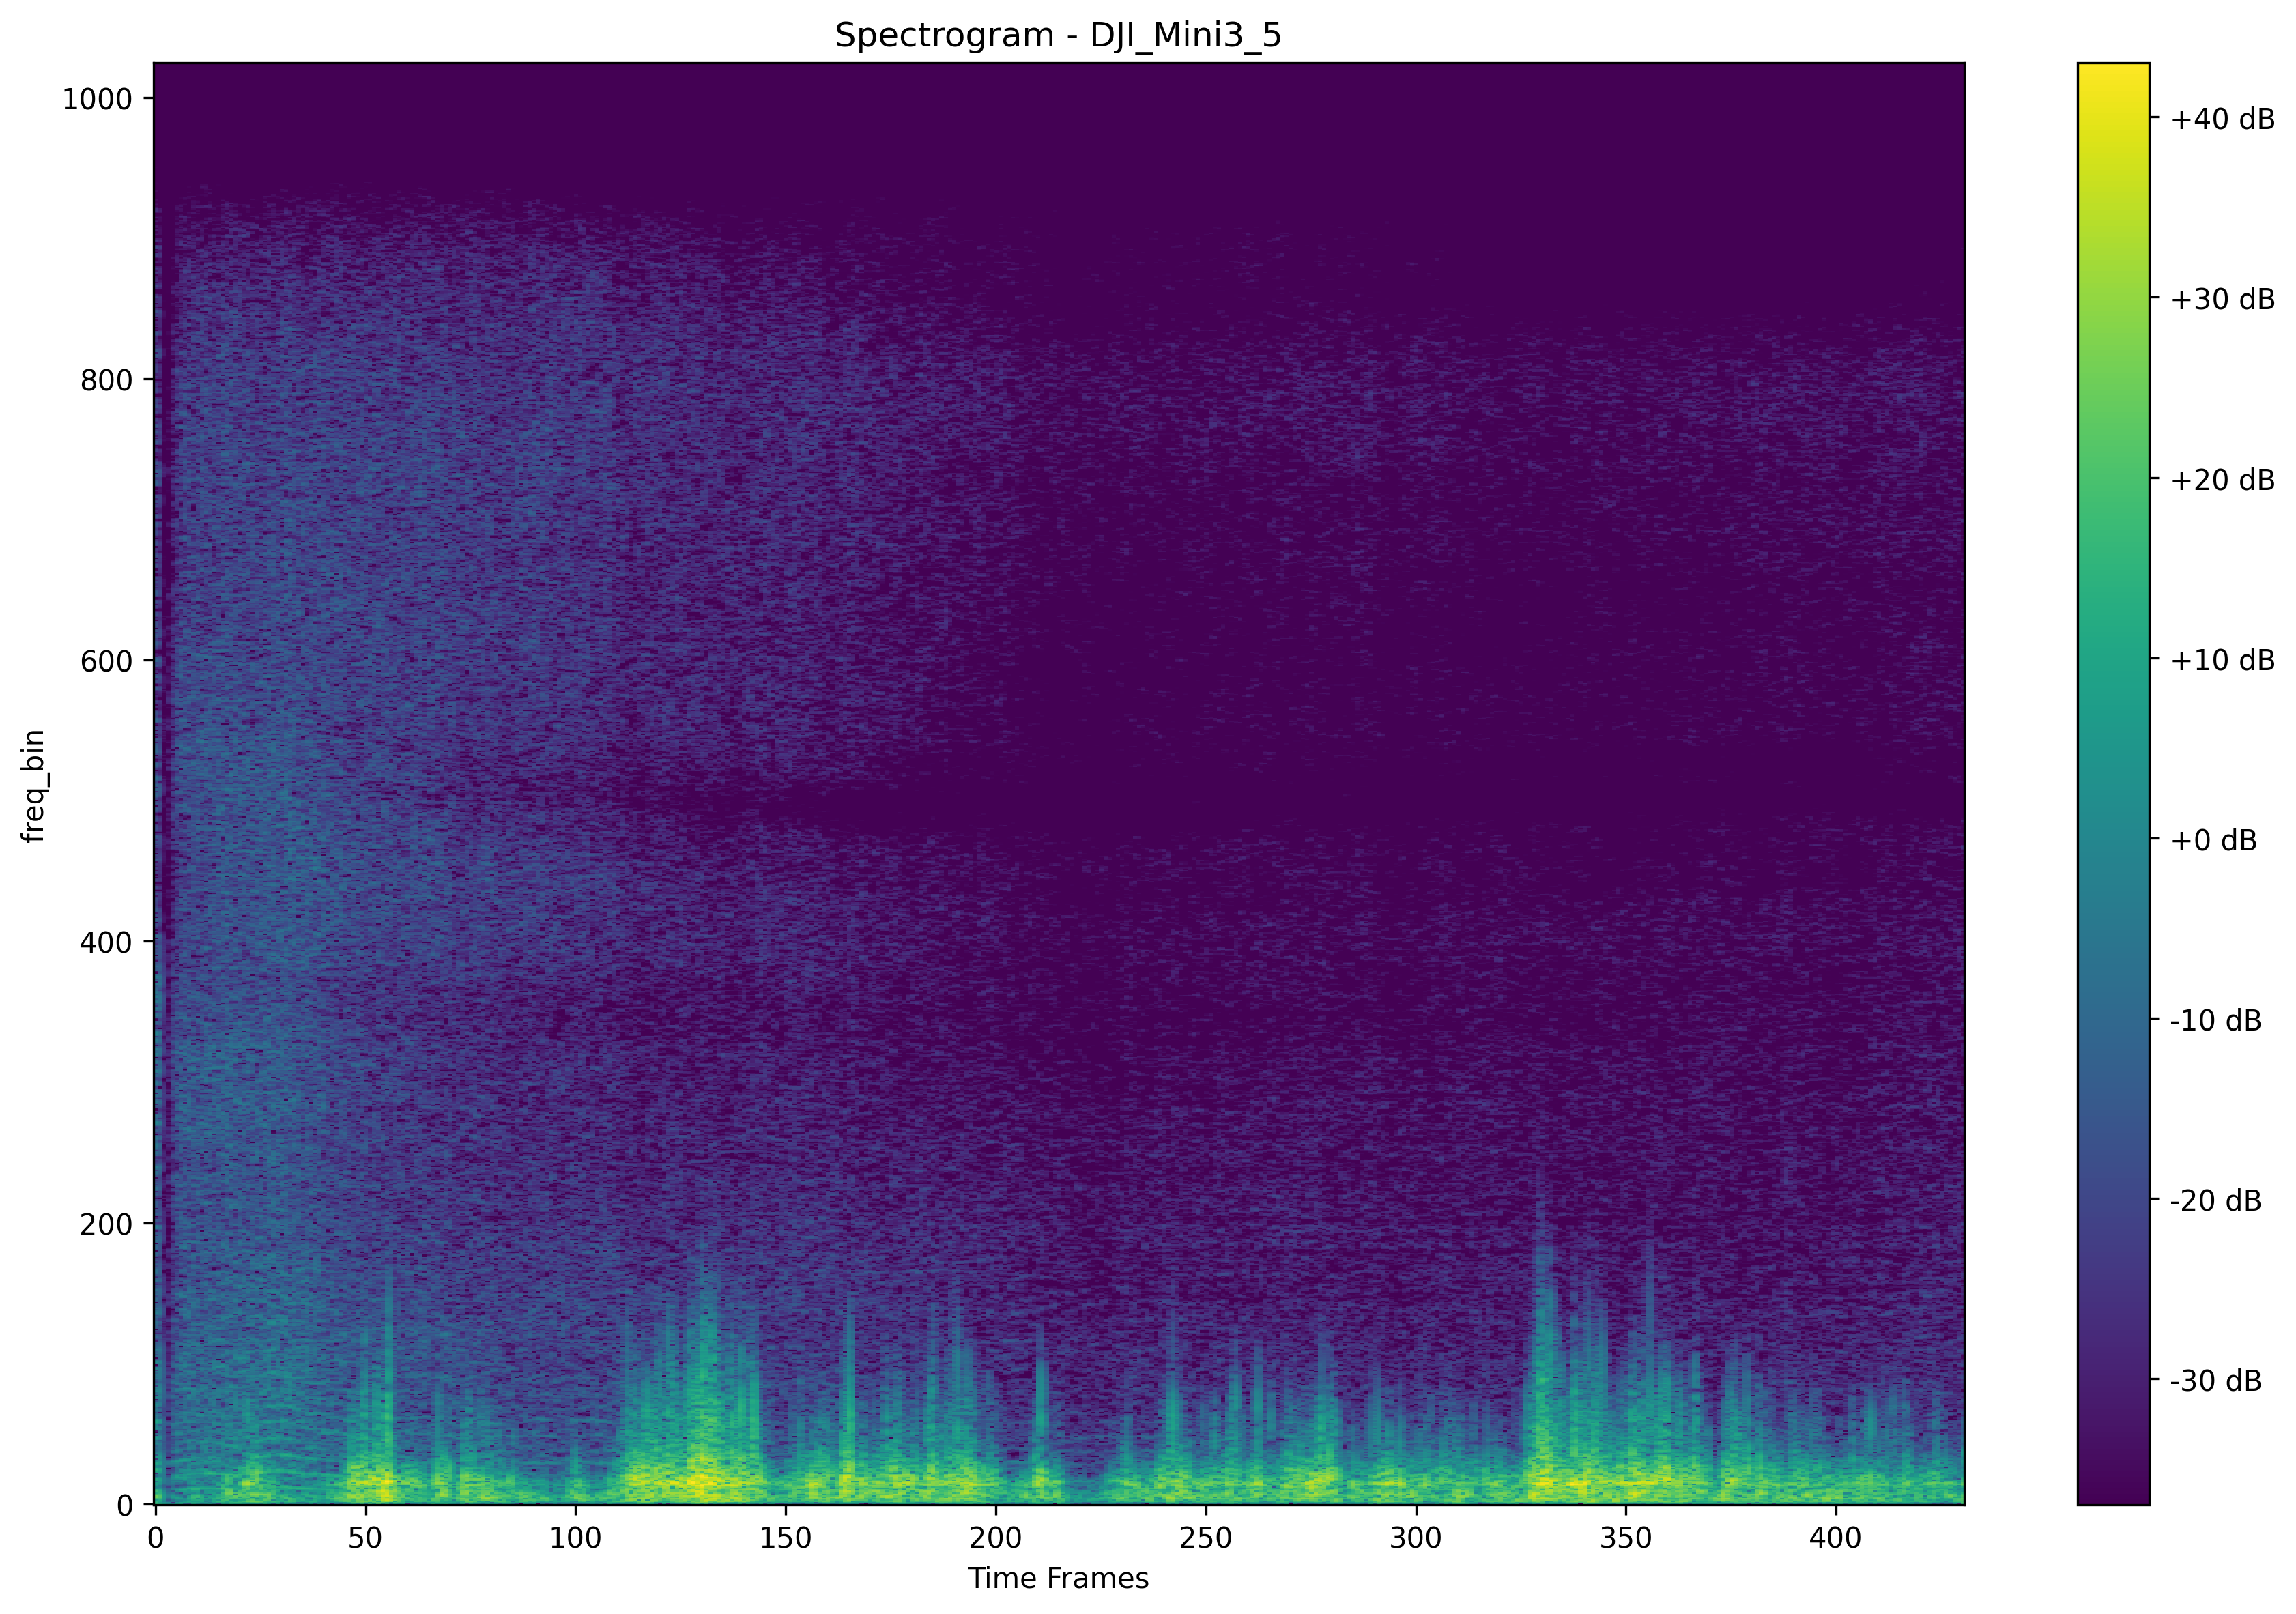 Spectrogram - DJI_Mini3_5
1000
800
600
400
200
0
freq_bin
0 50 100 150 200 250 300 350 400
Time Frames
+40 dB
+30 dB
+20 dB
+10 dB
+0 dB
-10 dB
-20 dB
-30 dB